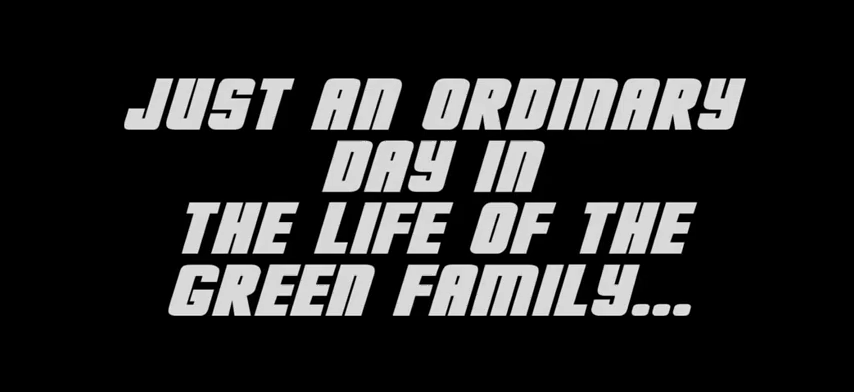 JUST AN ORDINARY
DAY IN
THE LIFE OF THE
GREEN FAMILY...